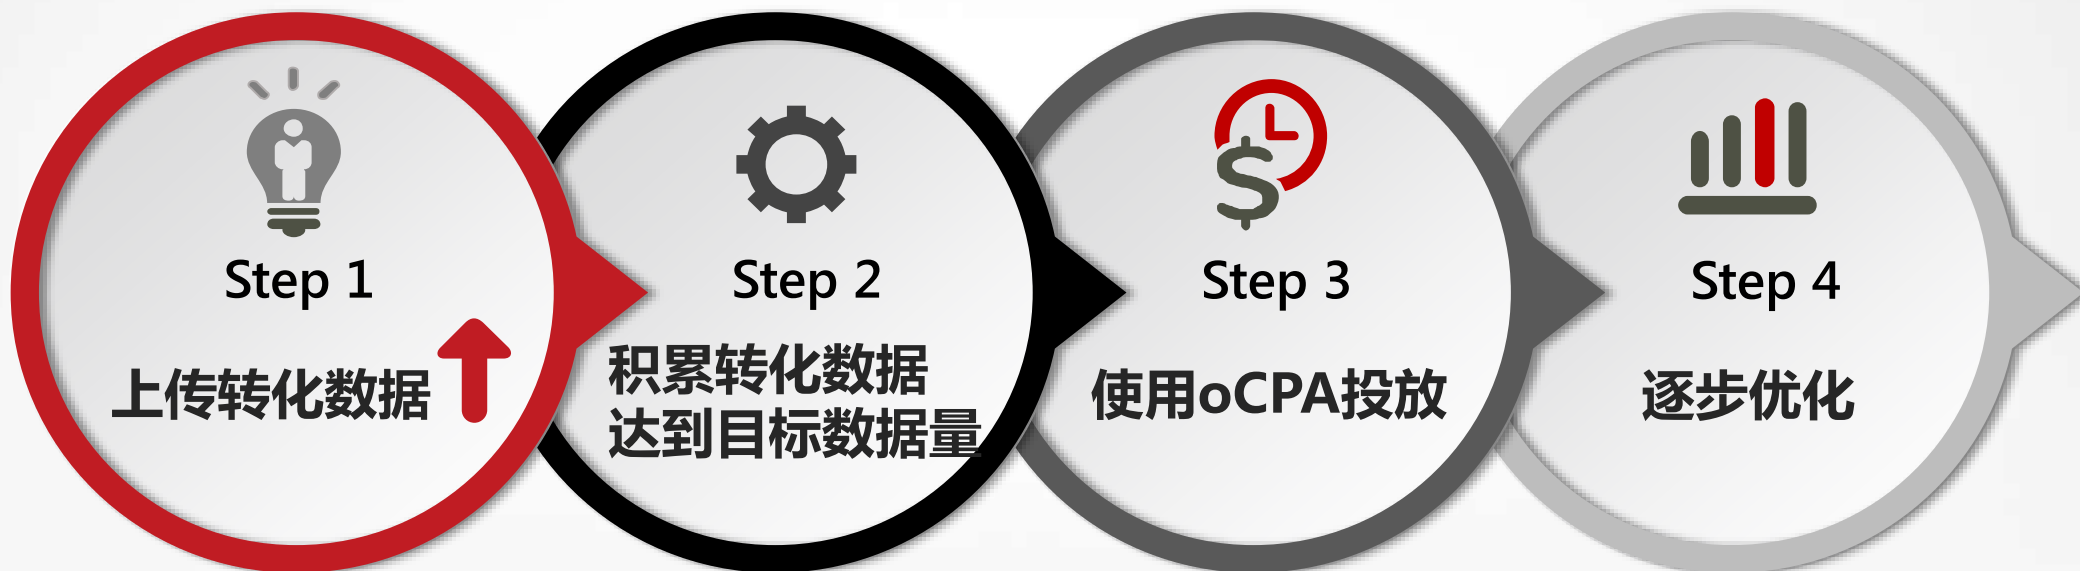 Step 1
上传转化数据
Step 2
积累转化数据
达到目标数据量
Step 3
使用oCPA投放
Step 4
逐步优化